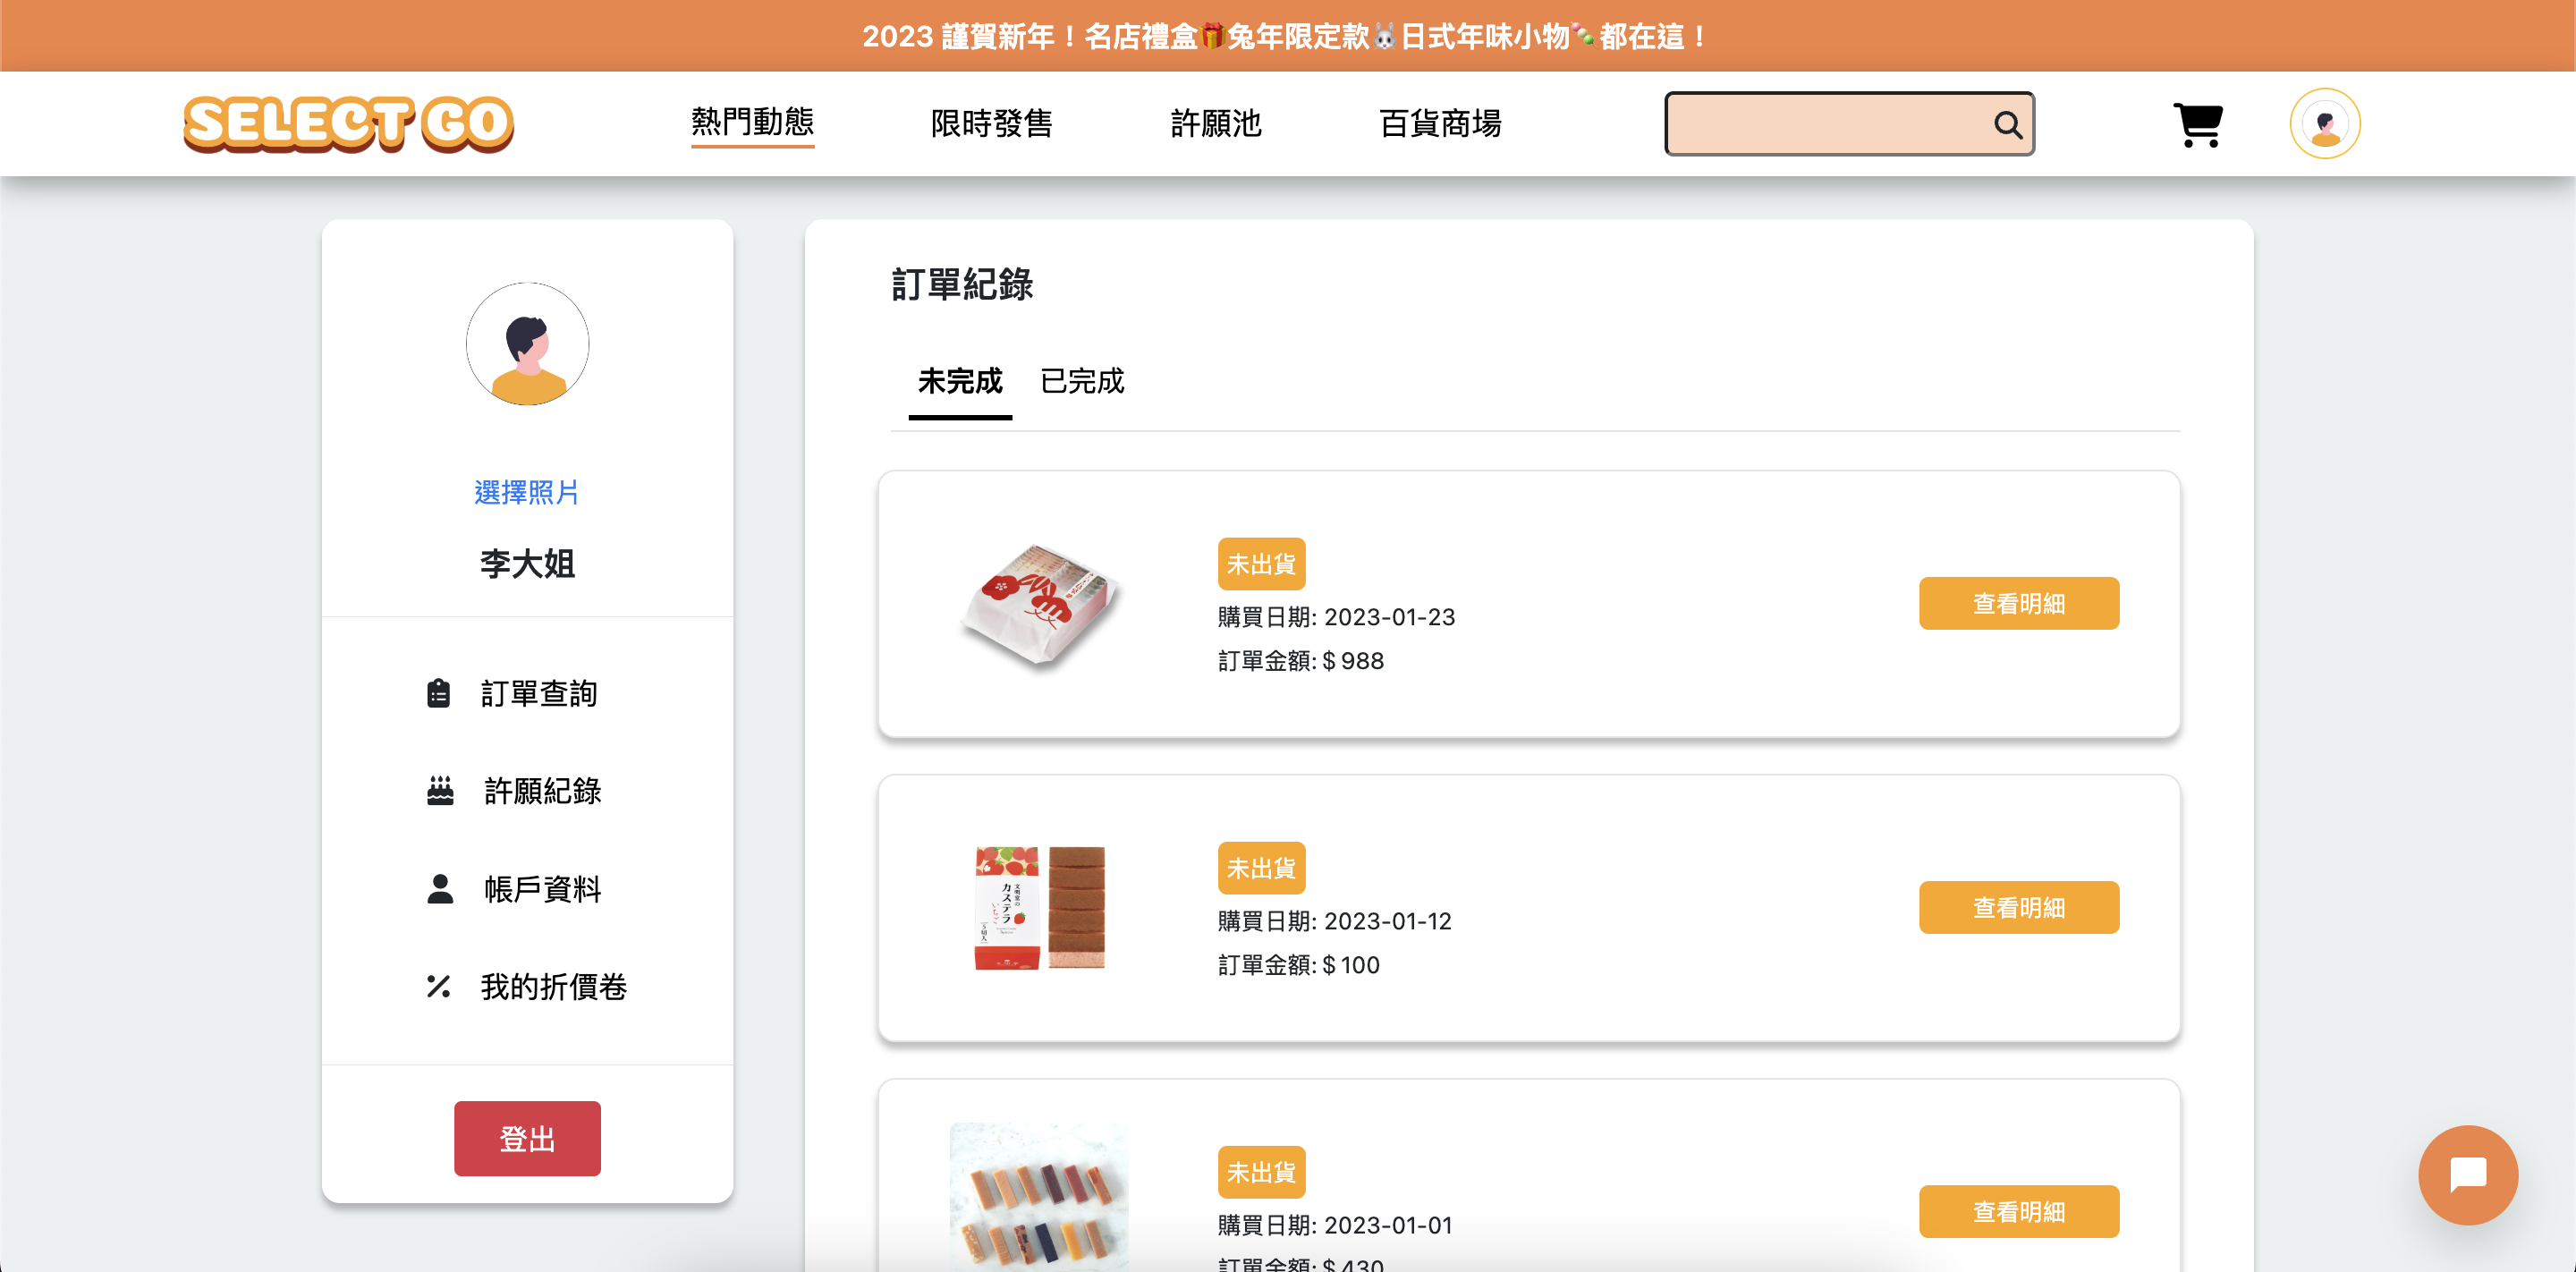 2023 謹賀新年！名店禮盒🎁兔年限定款🐰日式年味小物🍡都在這！
SELECT GO
熱門動態
限時發售
許願池
百貨商場
選擇照片
李大姐
訂單查詢
許願紀錄
帳戶資料
我的折價卷
登出
訂單紀錄
未完成 已完成
未出貨
購買日期: 2023-01-23
訂單金額: $ 988
查看明細
カステラ
いちご
未出貨
購買日期: 2023-01-12
訂單金額: $ 100
查看明細
未出貨
購買日期: 2023-01-01
訂單金額: $ 430
查看明細